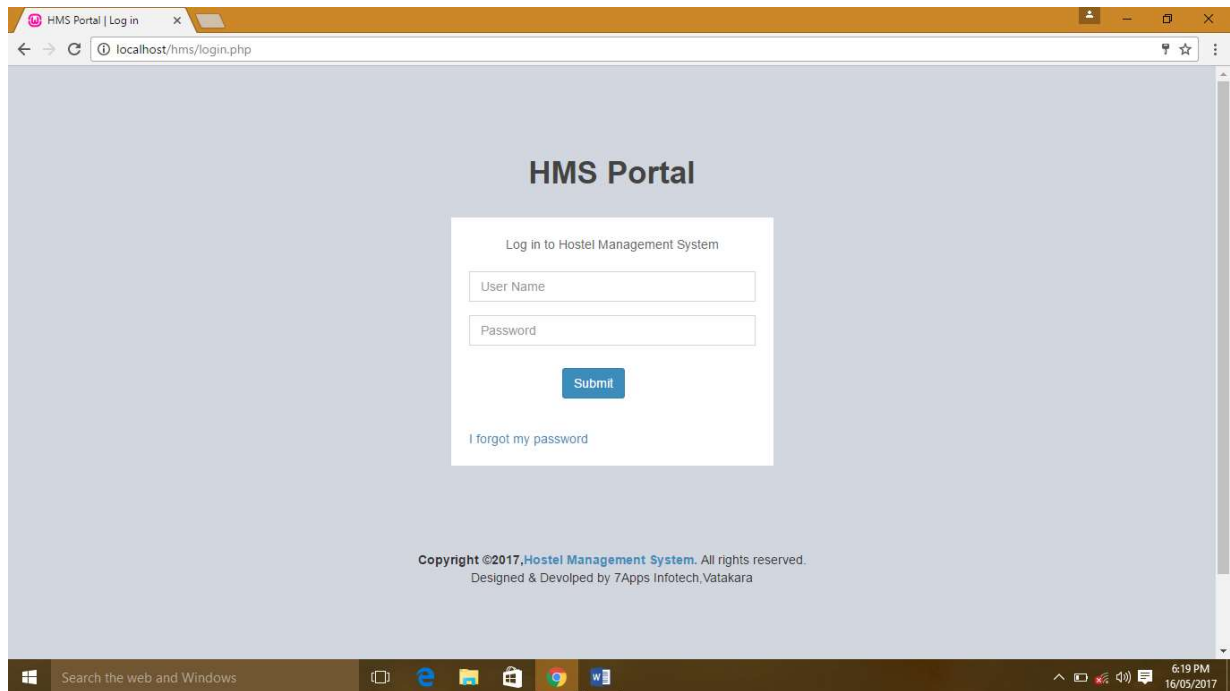 HMS Portal | Log in
localhost/hms/login.php
HMS Portal
Log in to Hostel Management System
User Name
Password
Submit
I forgot my password
Copyright ©2017,Hostel Management System. All rights reserved.
Designed & Devolped by 7Apps Infotech,Vatakara
Search the web and Windows
6:19 PM
16/05/2017